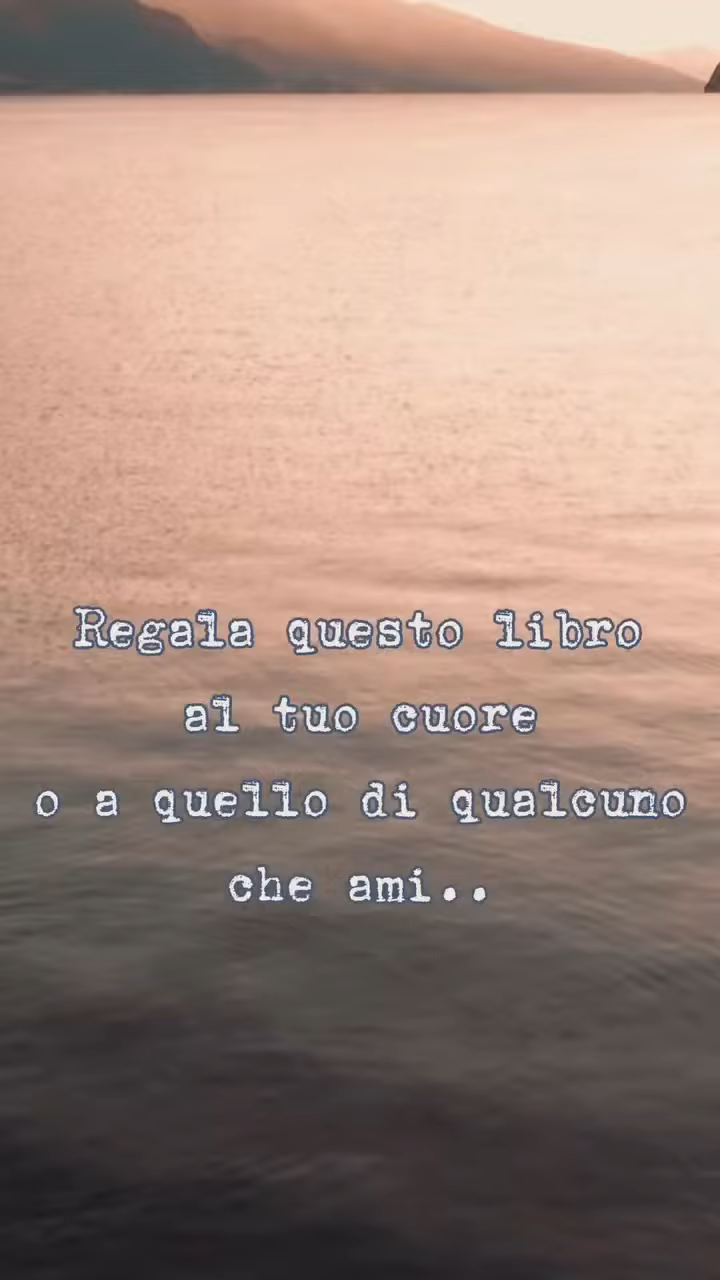 Regala questo libro
al tuo cuore
o a quello di qualcuno
che ami..